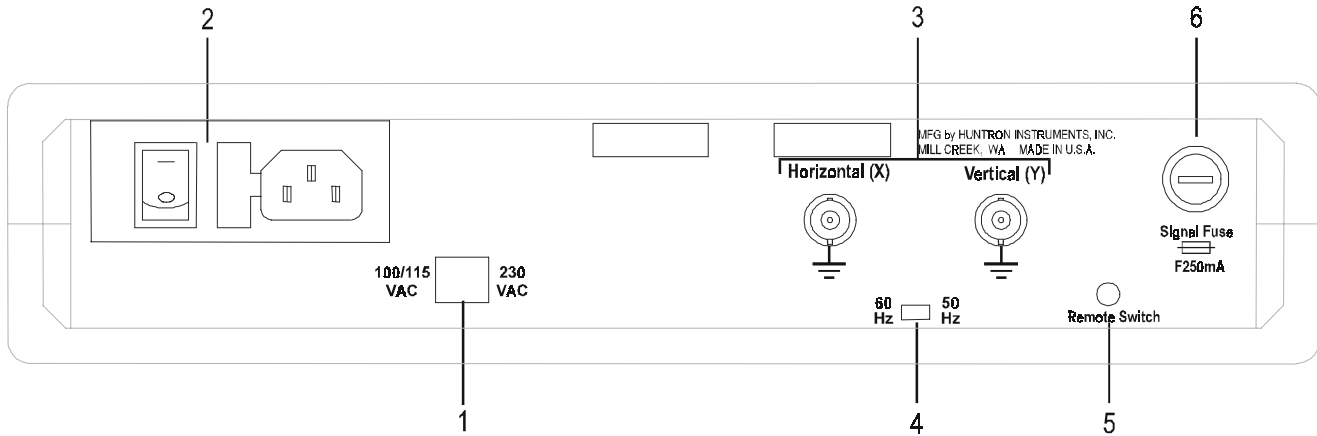 2
3
6
MFG by HUNTRON INSTRUMENTS, INC.
MILL CREEK, WA MADE IN U.S.A.
Horizontal (X)
Vertical (Y)
Signal Fuse
F250mA
100/115
VAC
230
VAC
60
Hz
50
Hz
Remote Switch
1
4
5